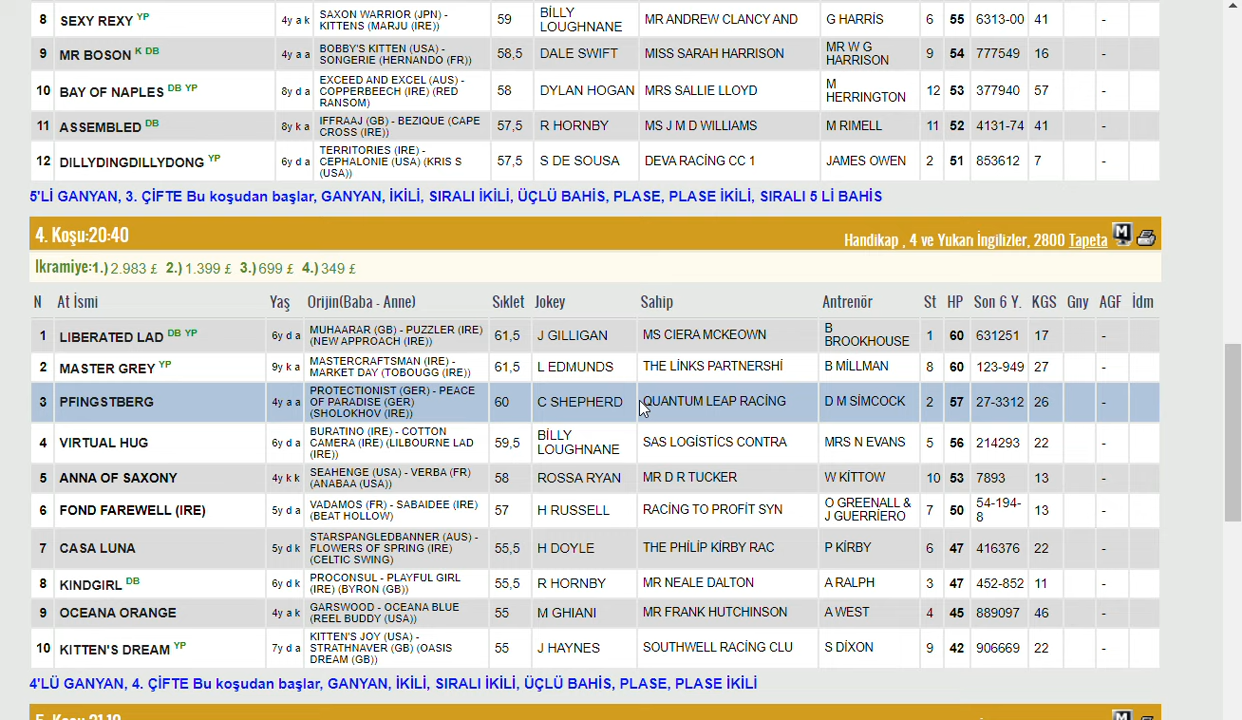 8 SEXY REXY YP 4y a k SAXON WARRIOR (JPN) - KITTENS (MARJU (IRE)) 59 BİLLY LOUGHNANE MR ANDREW CLANCY AND G HARRİS 6 55 6313-00 41 -
9 MR BOSON K DB 4y a a BOBBY'S KITTEN (USA) - SONGERIE (HERNANDO (FR)) 58,5 DALE SWIFT MISS SARAH HARRISON MR W G HARRISON 9 54 777549 16 -
10 BAY OF NAPLES DB YP 8y d a EXCEED AND EXCEL (AUS) - COPPERBEECH (IRE) (RED RANSOM) 58 DYLAN HOGAN MRS SALLIE LLOYD M HERRINGTON 12 53 377940 57 -
11 ASSEMBLED DB 8y k a IFFRAAJ (GB) - BEZIQUE (CAPE CROSS (IRE)) 57,5 R HORNBY MS J M D WILLIAMS M RIMELL 11 52 4131-74 41 -
12 DILLYDINGDILLYDONG YP 6y d a TERRITORIES (IRE) - CEPHALONIE (USA) (KRIS S (USA)) 57,5 S DE SOUSA DEVA RACİNG CC 1 JAMES OWEN 2 51 853612 7 -
5'Lİ GANYAN, 3. ÇİFTE Bu koşudan başlar, GANYAN, İKİLİ, SIRALI İKİLİ, ÜÇLÜ BAHİS, PLASE, PLASE İKİLİ, SIRALI 5 LI BAHİS
4. Koşu:20:40 Handikap , 4 ve Yukarı İngilizler, 2800 Tapeta
İkramiye:1.) 2.983 £ 2.) 1.399 £ 3.) 699 £ 4.) 349 £
N At İsmi Yaş Orijin(Baba - Anne) Sıklet Jokey Sahip Antrenör St HP Son 6 Y. KGS Gny AGF İdm
1 LIBERATED LAD DB YP 6y d a MUHAARAR (GB) - PUZZLER (IRE) (NEW APPROACH (IRE)) 61,5 J GILLIGAN MS CIERA MCKEOWN B BROOKHOUSE 1 60 631251 17 -
2 MASTER GREY YP 9y k a MASTERCRAFTSMAN (IRE) - MARKET DAY (TOBOUGG (IRE)) 61,5 L EDMUNDS THE LİNKS PARTNERSHİ B MİLLMAN 8 60 123-949 27 -
3 PFINGSTBERG 4y a a PROTECTIONIST (GER) - PEACE OF PARADISE (GER) (SHOLOKHOV (IRE)) 60 C SHEPHERD QUANTUM LEAP RACİNG D M SİMCOCK 2 57 27-3312 26 -
4 VIRTUAL HUG 6y d a BURATINO (IRE) - COTTON CAMERA (IRE) (LILBOURNE LAD (IRE)) 59,5 BİLLY LOUGHNANE SAS LOGİSTİCS CONTRA MRS N EVANS 5 56 214293 22 -
5 ANNA OF SAXONY 4y k k SEAHENGE (USA) - VERBA (FR) (ANABAA (USA)) 58 ROSSA RYAN MR D R TUCKER W KİTTOW 10 53 7893 13 -
6 FOND FAREWELL (IRE) 5y d a VADAMOS (FR) - SABAIDEE (IRE) (BEAT HOLLOW) 57 H RUSSELL RACİNG TO PROFİT SYN O GREENALL & J GUERRİERO 7 50 54-194-8 13 -
7 CASA LUNA 5y d k STARSPANGLEDBANNER (AUS) - FLOWERS OF SPRING (IRE) (CELTIC SWING) 55,5 H DOYLE THE PHİLİP KİRBY RAC P KİRBY 6 47 416376 22 -
8 KINDGIRL DB 6y d k PROCONSUL - PLAYFUL GIRL (IRE) (BYRON (GB)) 55,5 R HORNBY MR NEALE DALTON A RALPH 3 47 452-852 11 -
9 OCEANA ORANGE 4y a k GARSWOOD - OCEANA BLUE (REEL BUDDY (USA)) 55 M GHIANI MR FRANK HUTCHINSON A WEST 4 45 889097 46 -
10 KITTEN'S DREAM YP 7y d a KITTEN'S JOY (USA) - STRATHNAVER (GB) (OASIS DREAM (GB)) 55 J HAYNES SOUTHWELL RACİNG CLU S DİXON 9 42 906669 22 -
4'LÜ GANYAN, 4. ÇİFTE Bu koşudan başlar, GANYAN, İKİLİ, SIRALI İKİLİ, ÜÇLÜ BAHİS, PLASE, PLASE İKİLİ
5. Koşu:21:10